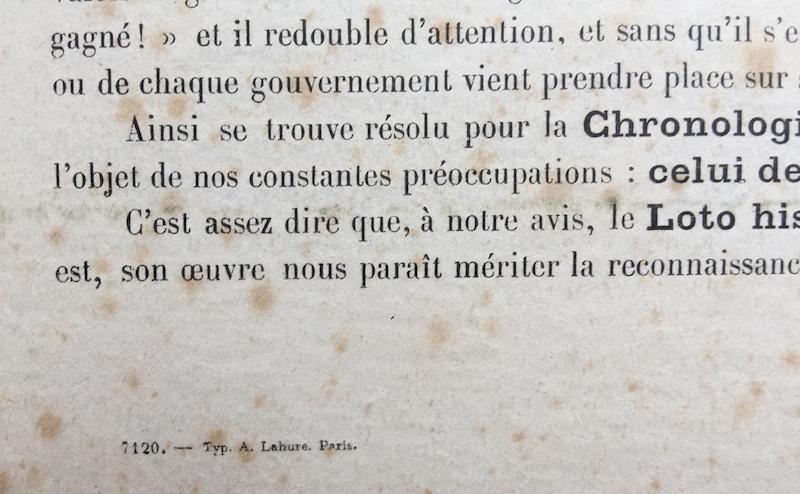 gagné ! » et il redouble d'attention, et sans qu'il s'e
ou de chaque gouvernement vient prendre place sur
Ainsi se trouve résolu pour la Chronologi
l'objet de nos constantes préoccupations : celui de
C'est assez dire que, à notre avis, le Loto his
est, son œuvre nous paraît mériter la reconnaissanc
7120. — Typ. A. Lahure. Paris.